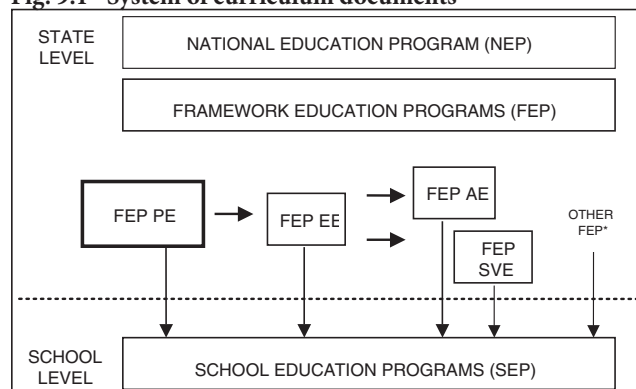 Fig. 9.1 System of curriculum documents
STATE
LEVEL
NATIONAL EDUCATION PROGRAM (NEP)
FRAMEWORK EDUCATION PROGRAMS (FEP)
FEP PE
FEP EE
FEP AE
FEP
SVE
OTHER
FEP*
SCHOOL
LEVEL
SCHOOL EDUCATION PROGRAMS (SEP)